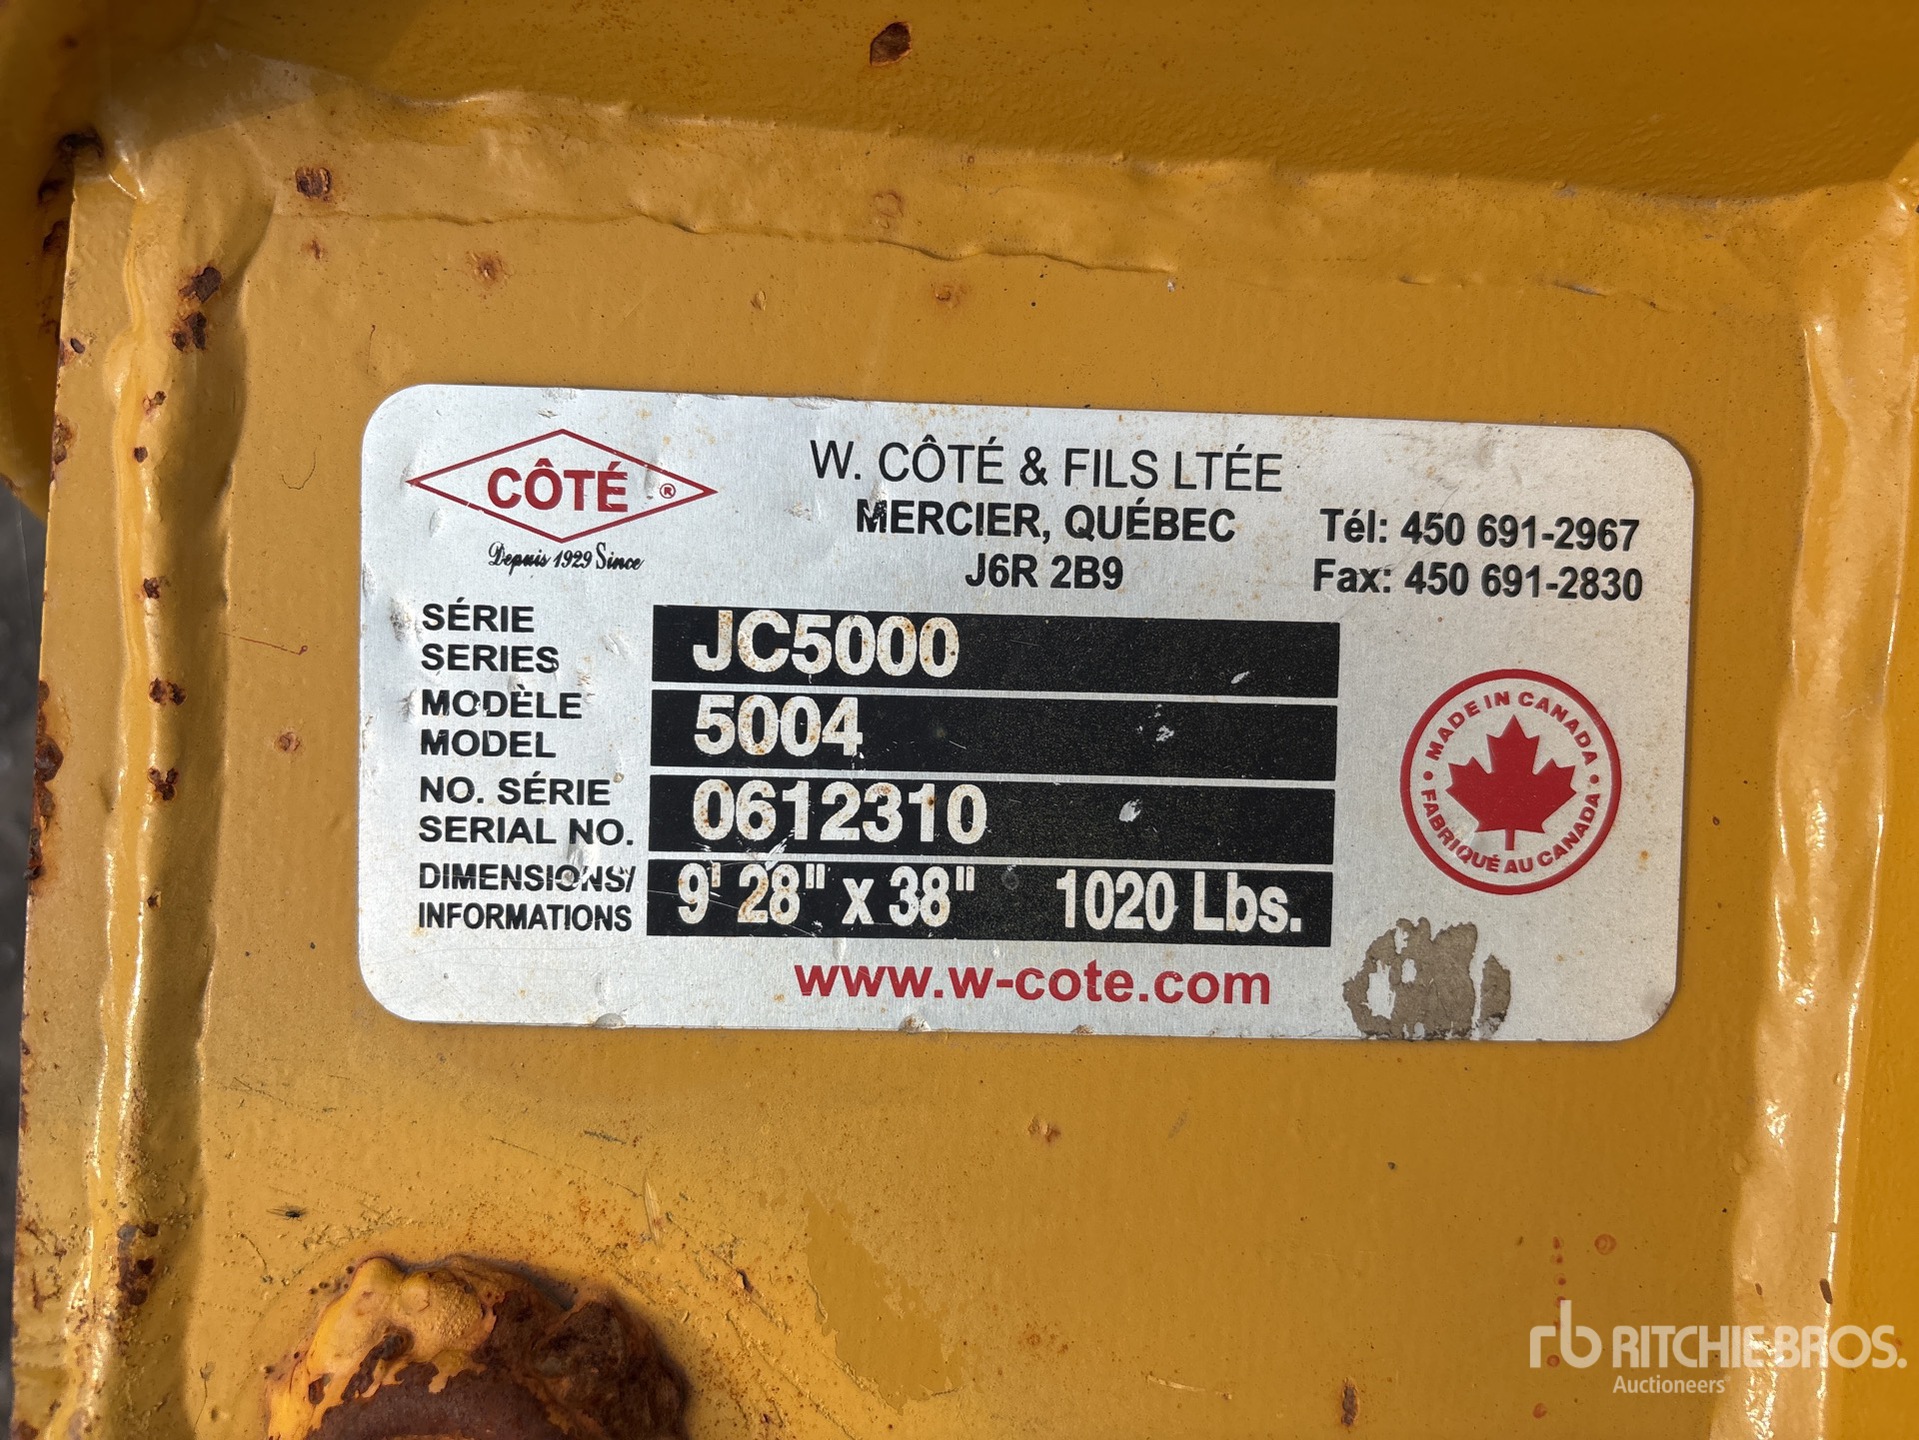 CÔTÉ ®
Depuis 1929 Since
W. CÔTÉ & FILS LTÉE
MERCIER, QUÉBEC
J6R 2B9
Tél: 450 691-2967
Fax: 450 691-2830
SÉRIE
SERIES
JC5000
MODÈLE
MODEL
5004
NO. SÉRIE
SERIAL NO.
0612310
DIMENSIONS/
INFORMATIONS
9' 28" x 38" 1020 Lbs.
www.w-cote.com
MADE IN CANADA
FABRIQUÉ AU CANADA
rb RITCHIE BROS.
Auctioneers